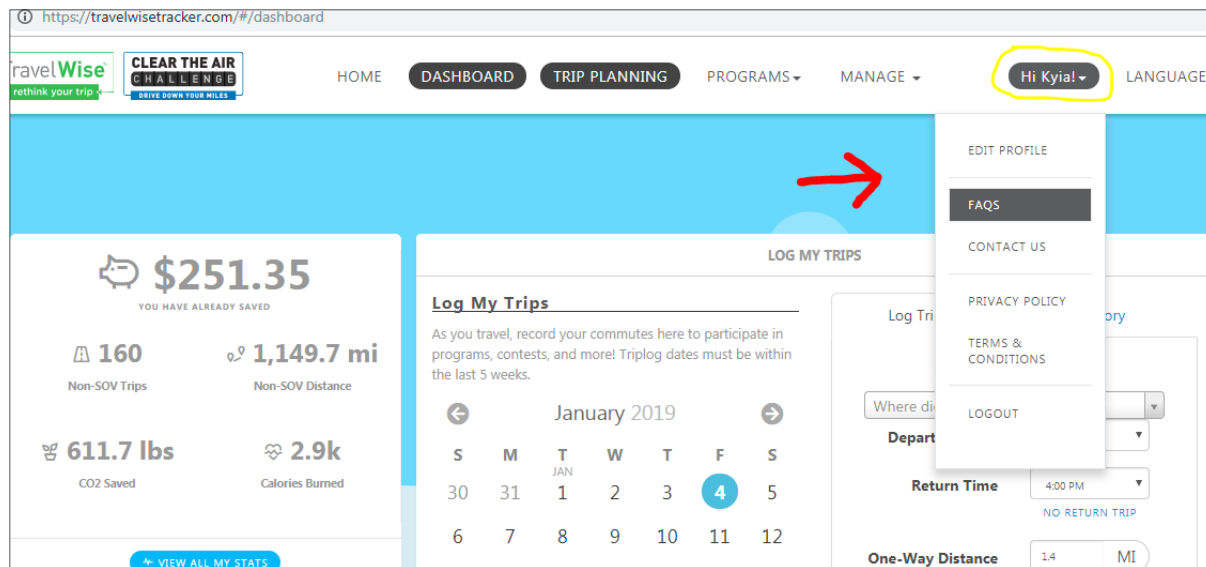 https://travelwisetracker.com/#/dashboard
TravelWise
rethink your trip
CLEAR THE AIR
CHALLENGE
DRIVE DOWN YOUR MILES
HOME
DASHBOARD
TRIP PLANNING
PROGRAMS
MANAGE
Hi Kyia!
LANGUAGE
EDIT PROFILE
FAQS
CONTACT US
PRIVACY POLICY
TERMS &
CONDITIONS
LOGOUT
$251.35
YOU HAVE ALREADY SAVED
160
Non-SOV Trips
1,149.7 mi
Non-SOV Distance
611.7 lbs
CO2 Saved
2.9k
Calories Burned
VIEW ALL MY STATS
LOG MY TRIPS
Log My Trips
As you travel, record your commutes here to participate in
programs, contests, and more! Triplog dates must be within
the last 5 weeks.
January 2019
S M T W T F S
JAN
30 31 1 2 3 4 5
6 7 8 9 10 11 12
Log Tri
ory
Where di
Depart
Return Time
4:00 PM
NO RETURN TRIP
One-Way Distance
1.4 MI